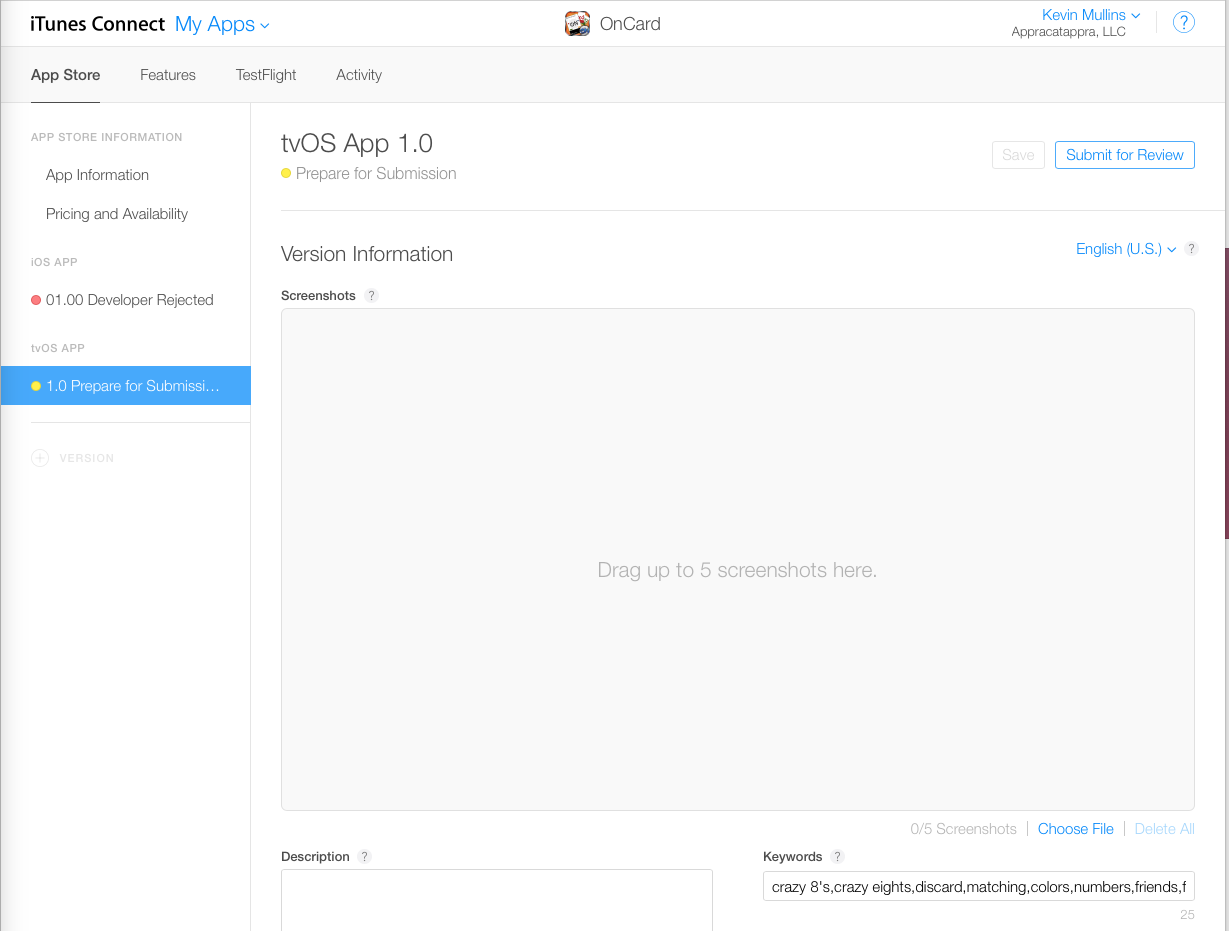 iTunes Connect My Apps
OnCard
Kevin Mullins
Appracatappra, LLC
?
App Store Features TestFlight Activity
APP STORE INFORMATION
App Information
Pricing and Availability
iOS APP
01.00 Developer Rejected
tvOS APP
1.0 Prepare for Submissi...
VERSION
tvOS App 1.0
Prepare for Submission
Save Submit for Review
Version Information
English (U.S.) ?
Screenshots ?
Drag up to 5 screenshots here.
0/5 Screenshots Choose File Delete All
Description ?
Keywords ?
crazy 8's,crazy eights,discard,matching,colors,numbers,friends,f
25